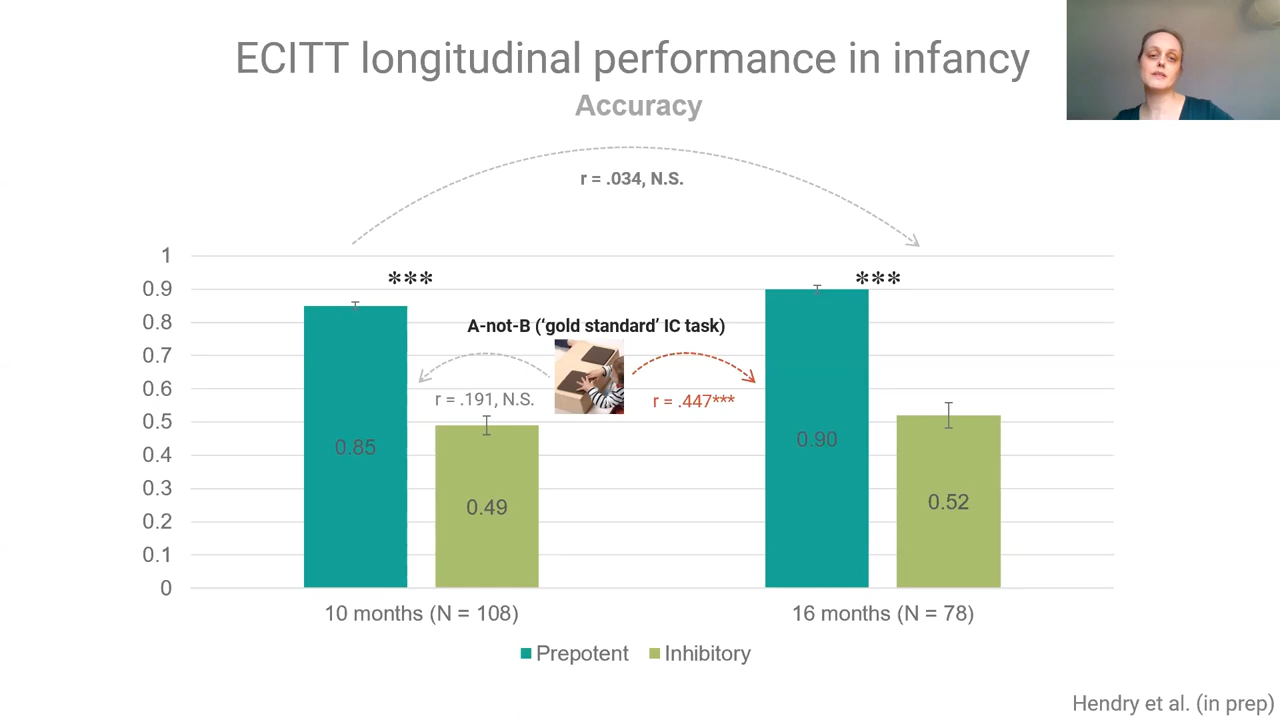 ECITT longitudinal performance in infancy
Accuracy
r = .034, N.S.
1
0.9
0.8
0.7
0.6
0.5
0.4
0.3
0.2
0.1
0
***
***
A-not-B (‘gold standard’ IC task)
r = .191, N.S.
r = .447***
0.85
0.49
0.90
0.52
10 months (N = 108)
16 months (N = 78)
Prepotent
Inhibitory
Hendry et al. (in prep)